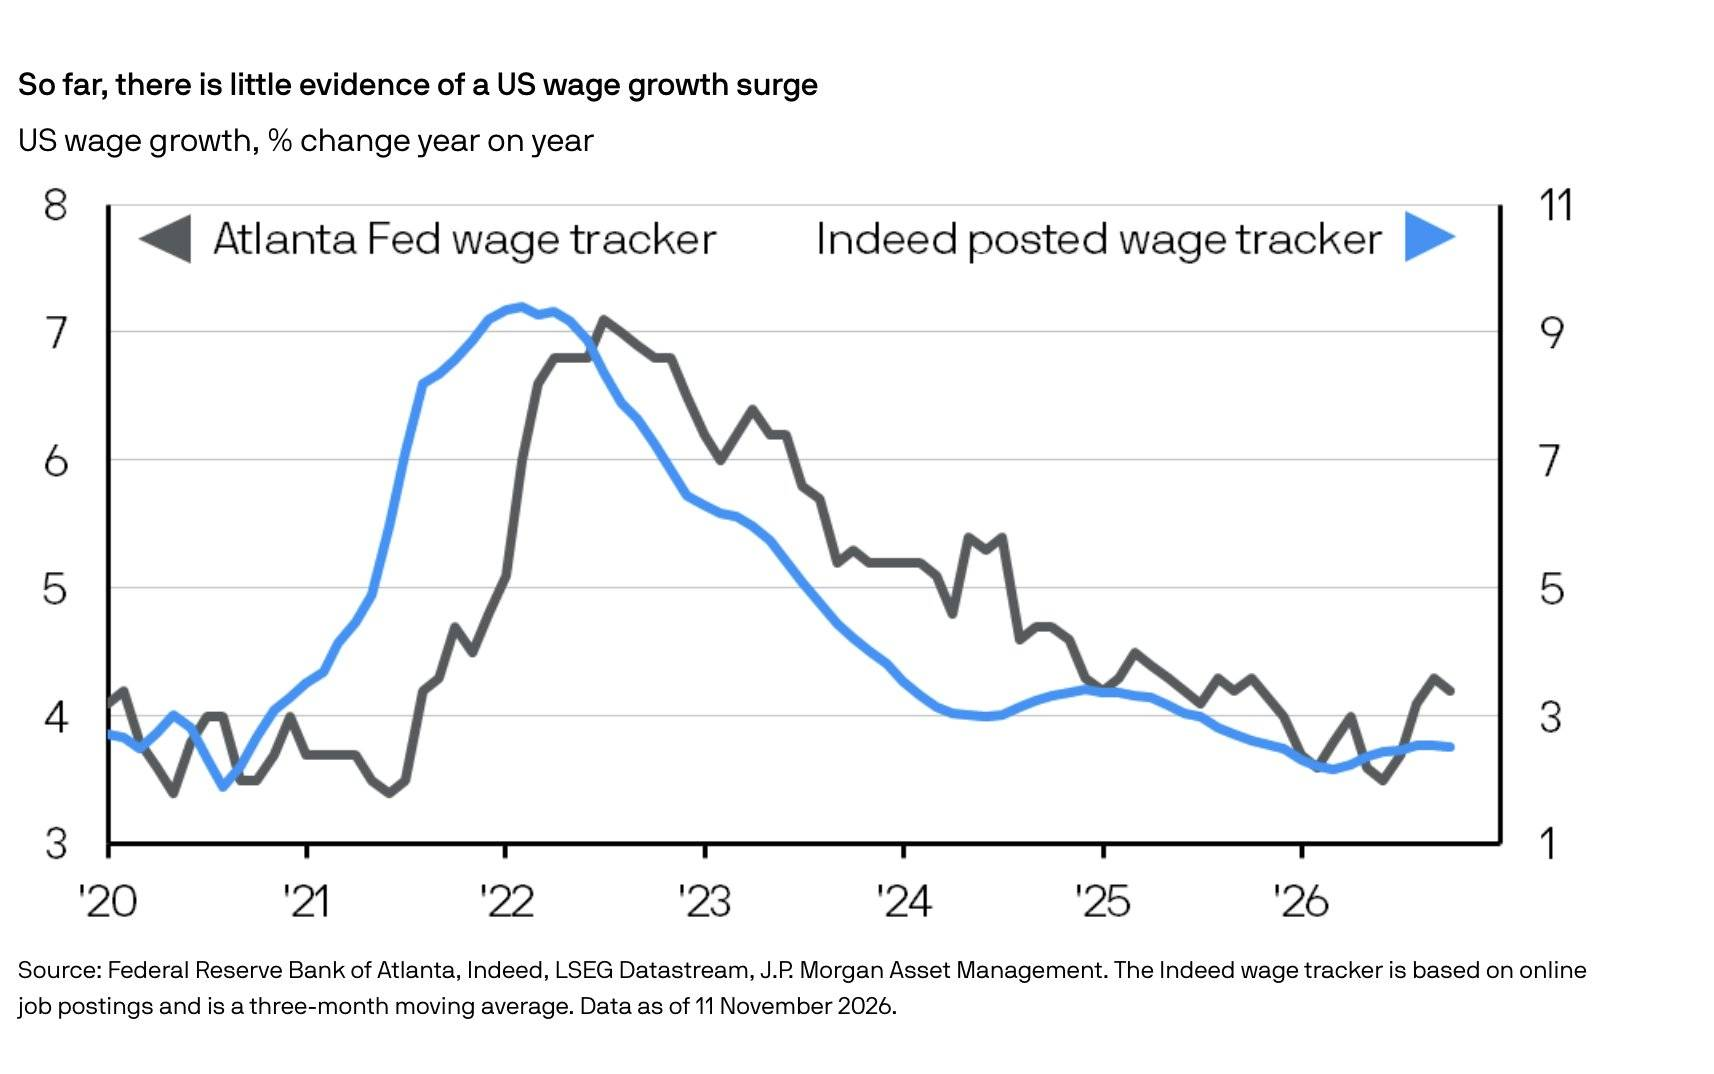 So far, there is little evidence of a US wage growth surge
US wage growth, % change year on year
8 11
Atlanta Fed wage tracker Indeed posted wage tracker
7 9
6 7
5 5
4 3
3 1
'20 '21 '22 '23 '24 '25 '26
Source: Federal Reserve Bank of Atlanta, Indeed, LSEG Datastream, J.P. Morgan Asset Management. The Indeed wage tracker is based on online
job postings and is a three-month moving average. Data as of 11 November 2026.